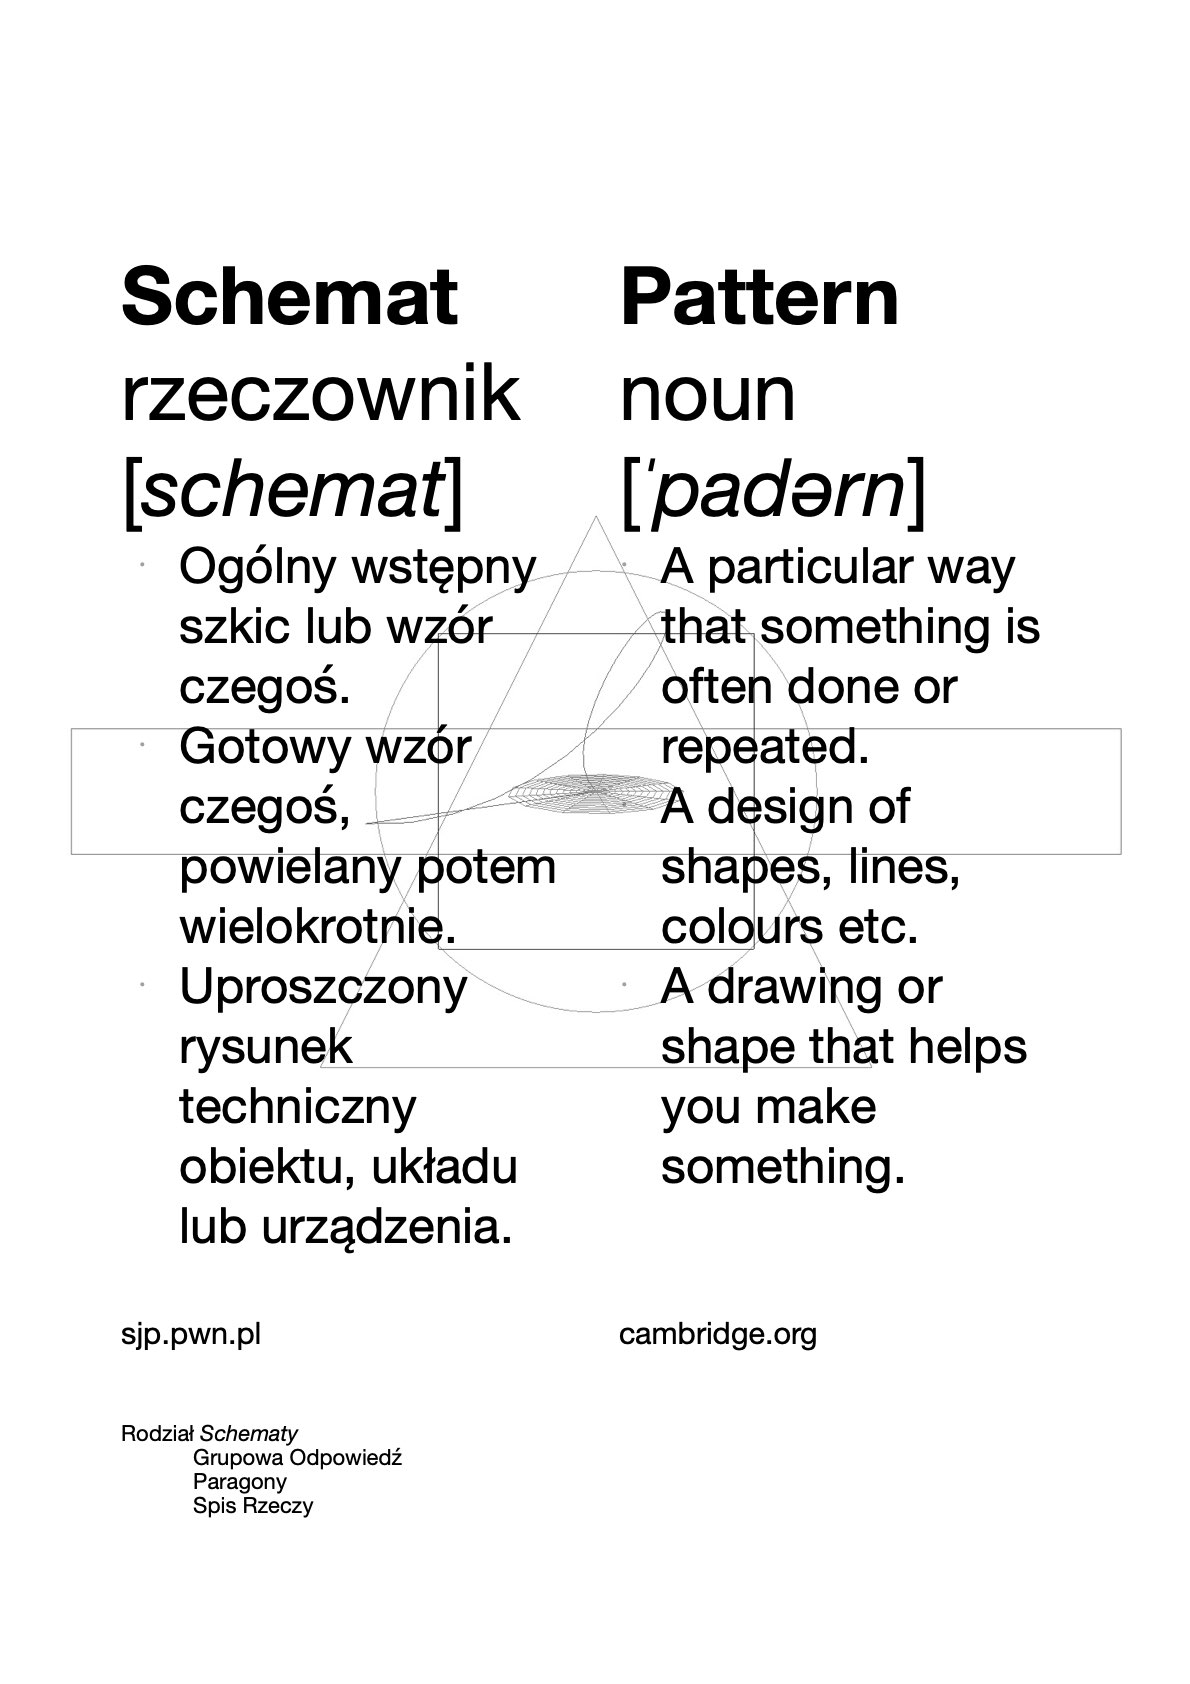 Schemat
rzeczownik
[schemat]
· Ogólny wstępny
szkic lub wzór
czegoś.
· Gotowy wzór
czegoś,
powielany potem
wielokrotnie.
· Uproszczony
rysunek
techniczny
obiektu, układu
lub urządzenia.
sjp.pwn.pl
Pattern
noun
[ˈpadərn]
· A particular way
that something is
often done or
repeated.
· A design of
shapes, lines,
colours etc.
· A drawing or
shape that helps
you make
something.
cambridge.org
Rodział Schematy
Grupowa Odpowiedź
Paragony
Spis Rzeczy